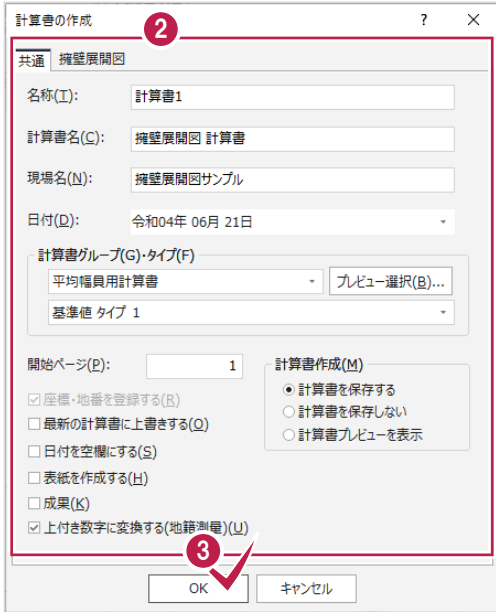 計算書の作成 ? ×
2
共通 擁壁展開図
名称(T): 計算書1
計算書名(C): 擁壁展開図 計算書
現場名(N): 擁壁展開図サンプル
日付(D): 令和04年 06月 21日
計算書グループ(G)・タイプ(F)
平均幅員用計算書 プレビュー選択(B)...
基準値 タイプ 1
開始ページ(P): 1
計算書作成(M)
計算書を保存する
計算書を保存しない
計算書プレビューを表示
座標・地番を登録する(R)
最新の計算書に上書きする(O)
日付を空欄にする(S)
表紙を作成する(H)
成果(K)
上付き数字に変換する(地籍測量)(U)
3
OK キャンセル